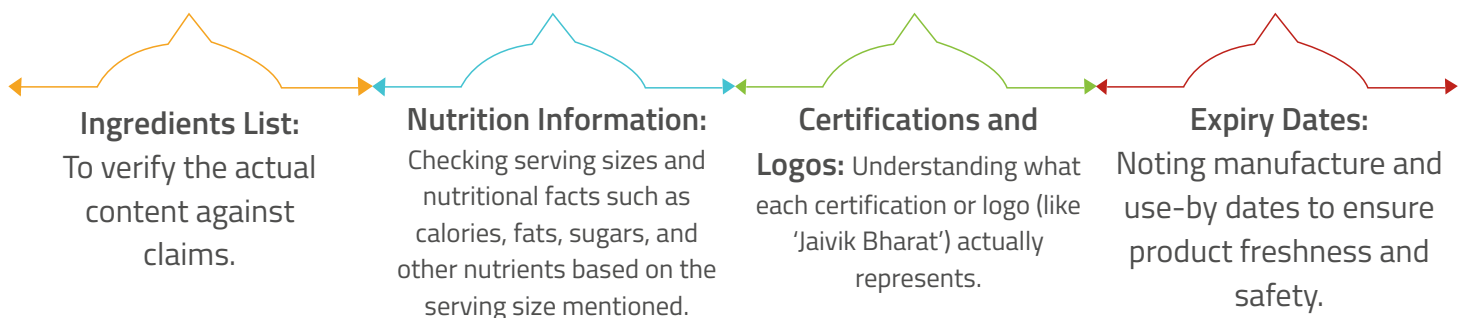 Ingredients List:
To verify the actual
content against
claims.
Nutrition Information:
Checking serving sizes and
nutritional facts such as
calories, fats, sugars, and
other nutrients based on the
serving size mentioned.
Certifications and
Logos: Understanding what
each certification or logo (like
‘Jaivik Bharat’) actually
represents.
Expiry Dates:
Noting manufacture and
use-by dates to ensure
product freshness and
safety.